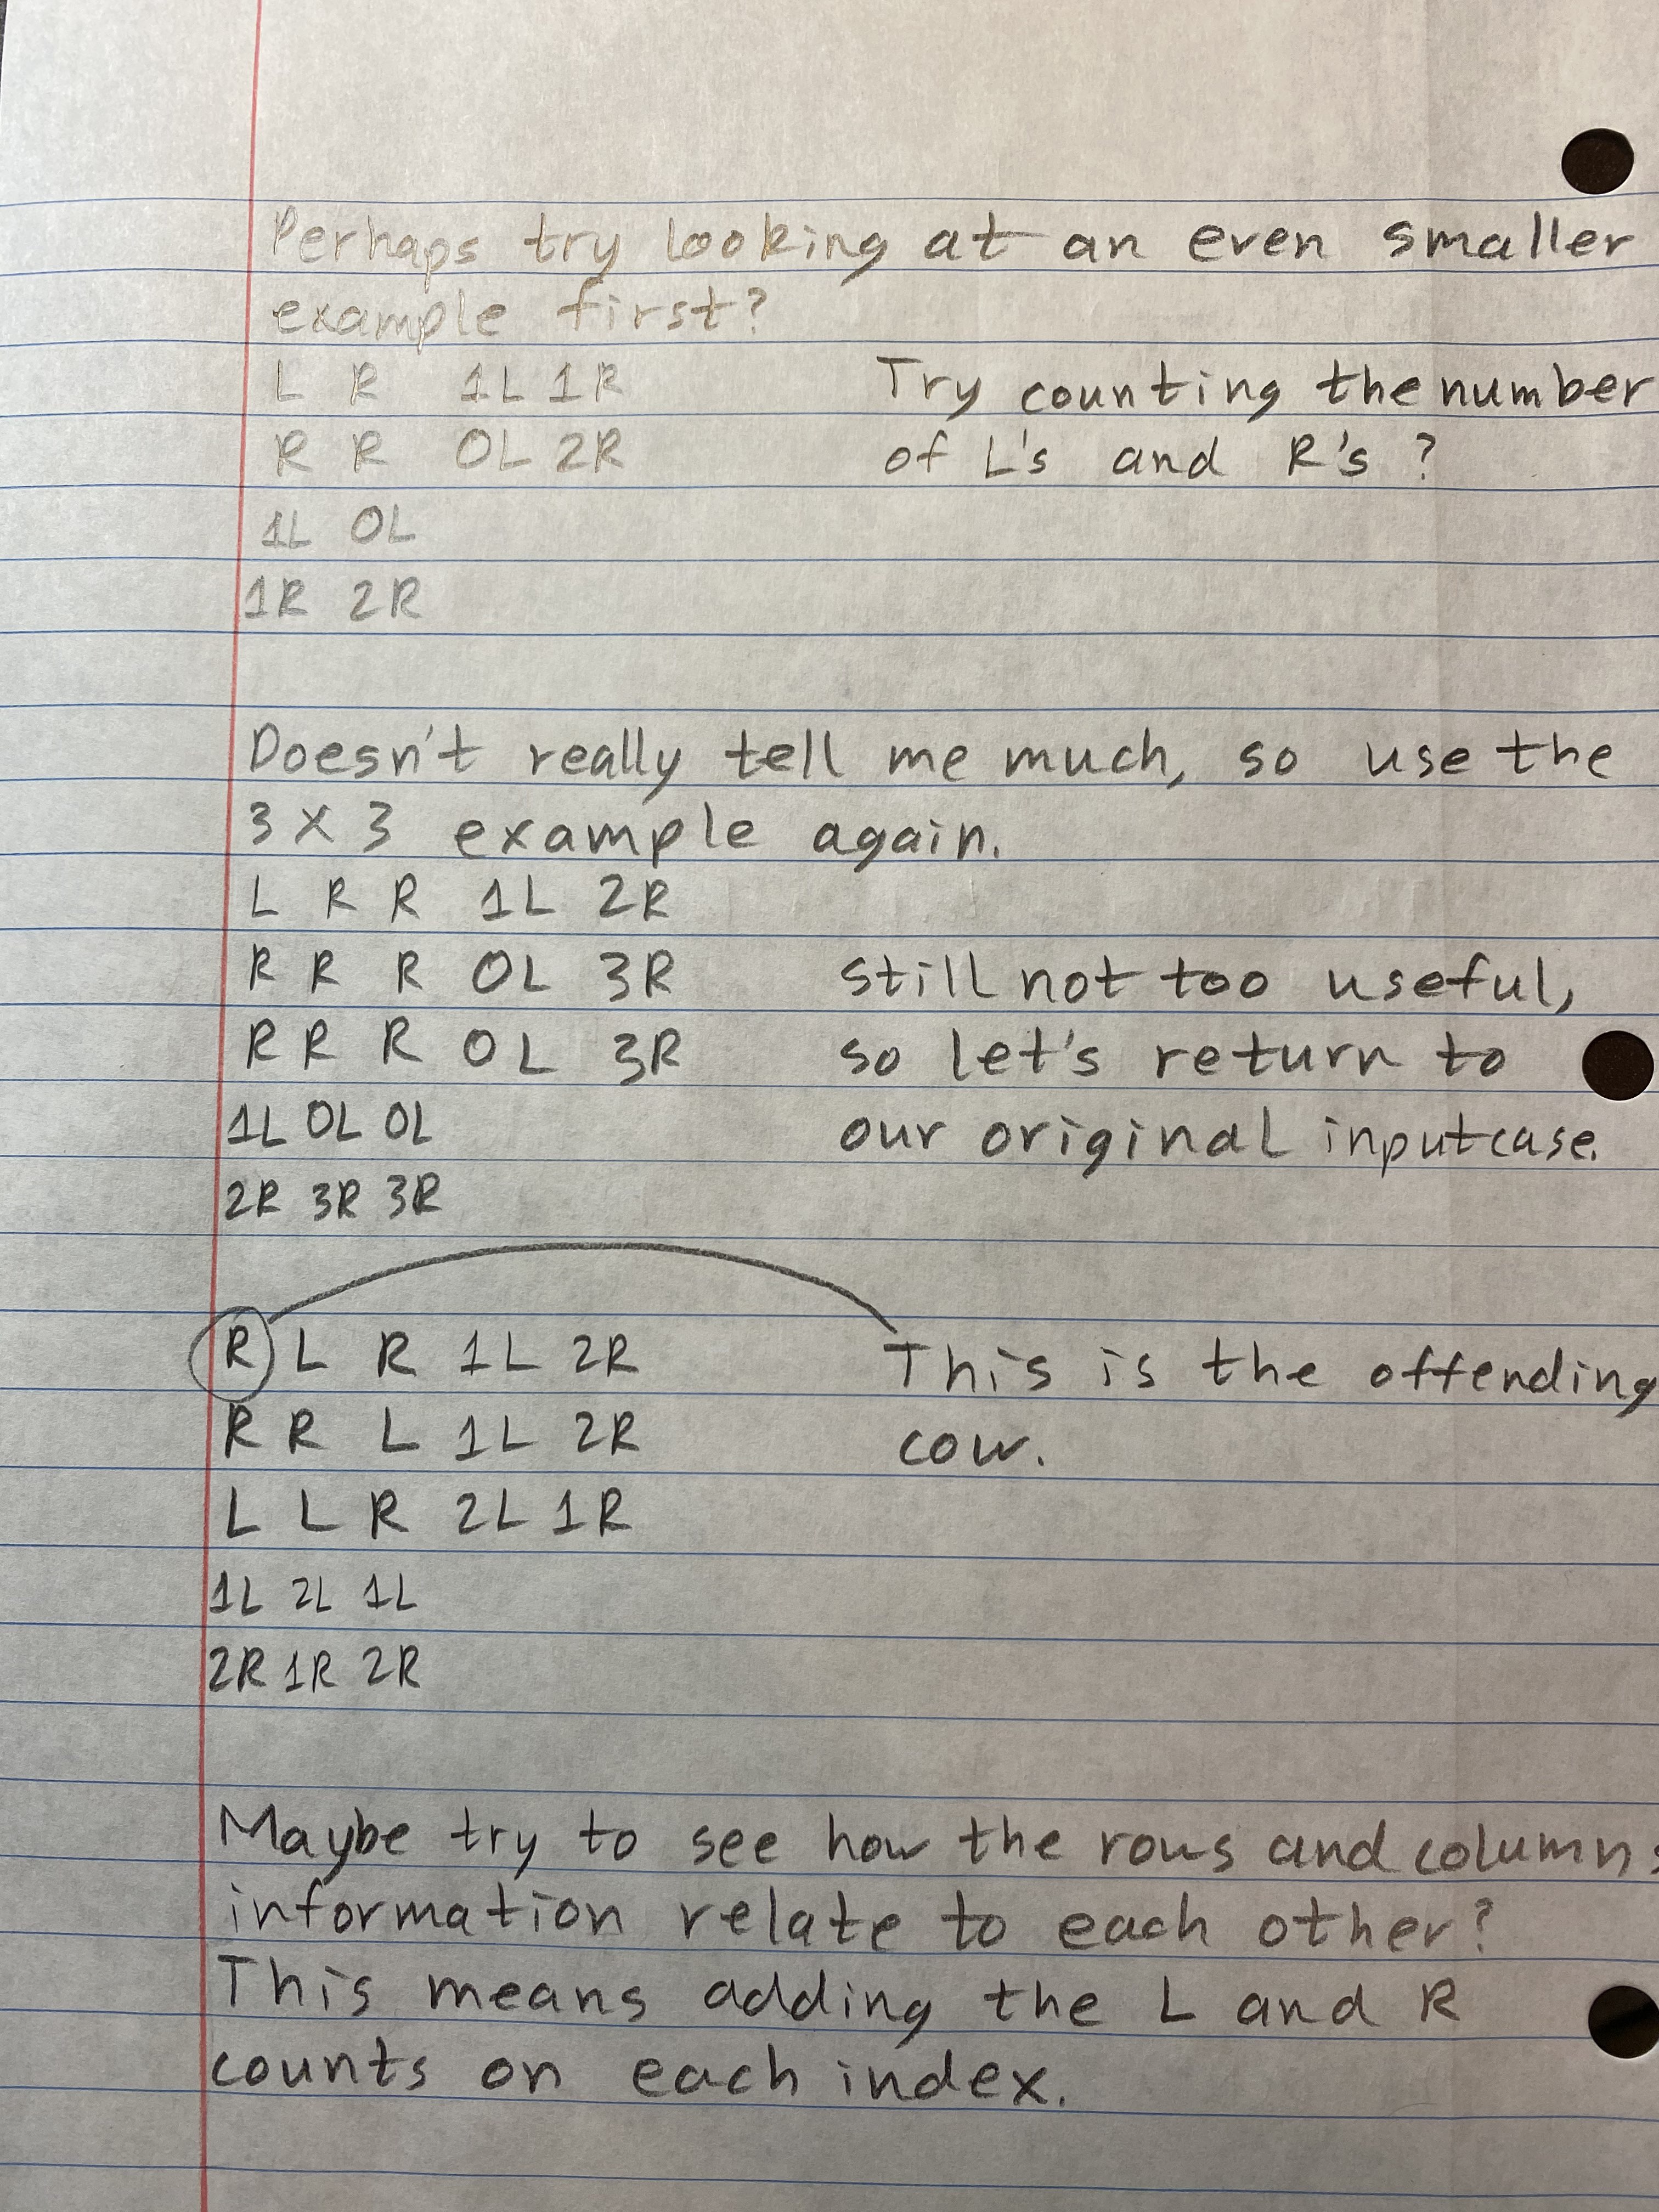 Perhaps try looking at an even smaller
example first?
L R 1L 1R
R R 0L 2R
1L 0L
1R 2R
Try counting the number
of L's and R's ?
Doesn't really tell me much, so use the
3 x 3 example again.
L R R 1L 2R
R R R 0L 3R
R R R 0L 3R
1L 0L 0L
2R 3R 3R
still not too useful,
so let's return to
our original input case.
R L R 1L 2R
R R L 1L 2R
L L R 2L 1R
1L 2L 1L
2R 1R 2R
This is the offending
cow.
Maybe try to see how the rows and columns
information relate to each other?
This means adding the L and R
counts on each index.